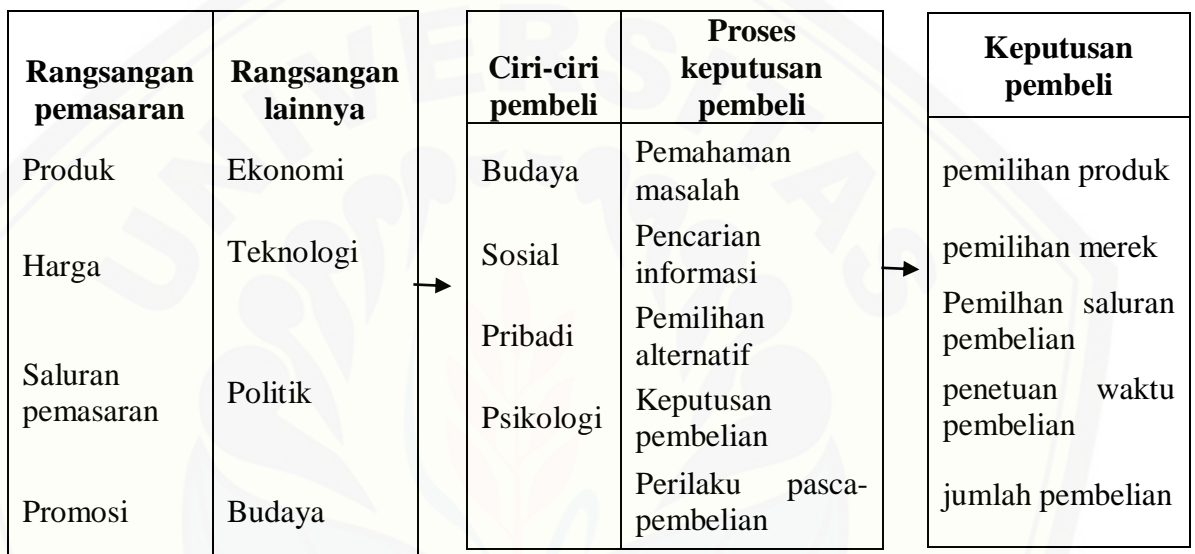 Rangsangan
pemasaran
Produk
Harga
Saluran
pemasaran
Promosi
Rangsangan
lainnya
Ekonomi
Teknologi
Politik
Budaya
Ciri-ciri
pembeli
Budaya
Sosial
Pribadi
Psikologi
Proses
keputusan
pembeli
Pemahaman
masalah
Pencarian
informasi
Pemilihan
alternatif
Keputusan
pembelian
Perilaku pasca-
pembelian
Keputusan
pembeli
pemilihan produk
pemilihan merek
Pemilhan saluran
pembelian
penetuan waktu
pembelian
jumlah pembelian
UNIVERSITAS